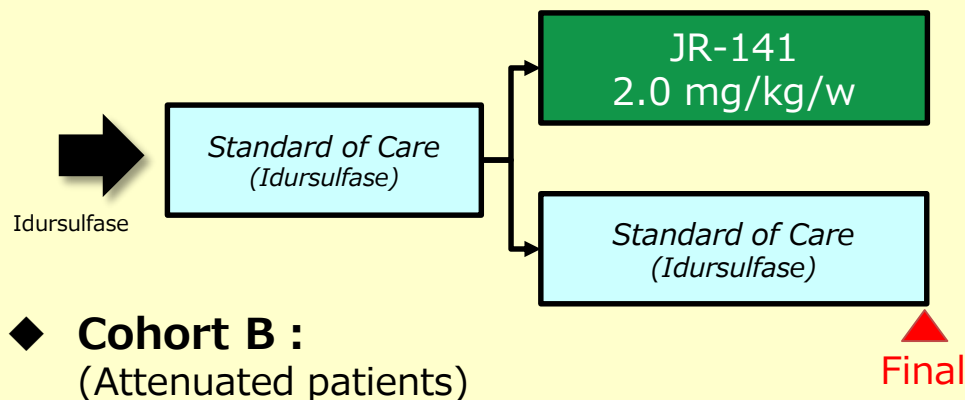 JR-141
2.0 mg/kg/w
Standard of Care
(Idursulfase)
Idursulfase
Standard of Care
(Idursulfase)
◆ Cohort B :
(Attenuated patients)
Final